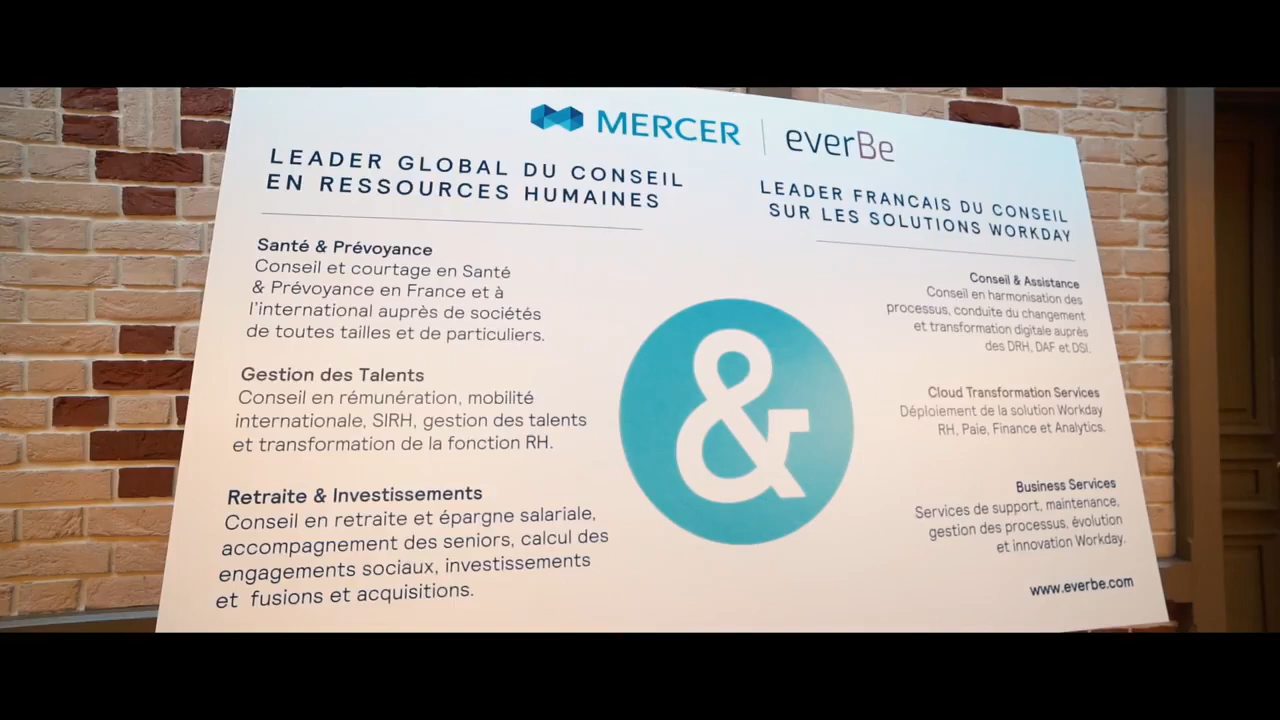 MERCER | everBe
LEADER GLOBAL DU CONSEIL
EN RESSOURCES HUMAINES
Santé & Prévoyance
Conseil et courtage en Santé
& Prévoyance en France et à
l'international auprès de sociétés
de toutes tailles et de particuliers.
Gestion des Talents
Conseil en rémunération, mobilité
internationale, SIRH, gestion des talents
et transformation de la fonction RH.
Retraite & Investissements
Conseil en retraite et épargne salariale,
accompagnement des seniors, calcul des
engagements sociaux, investissements
et fusions et acquisitions.
&
LEADER FRANCAIS DU CONSEIL
SUR LES SOLUTIONS WORKDAY
Conseil & Assistance
Conseil en harmonisation des
processus, conduite du changement
et transformation digitale auprès
des DRH, DAF et DSI.
Cloud Transformation Services
Déploiement de la solution Workday
RH, Paie, Finance et Analytics.
Business Services
Services de support, maintenance,
gestion des processus, évolution
et innovation Workday.
www.everbe.com